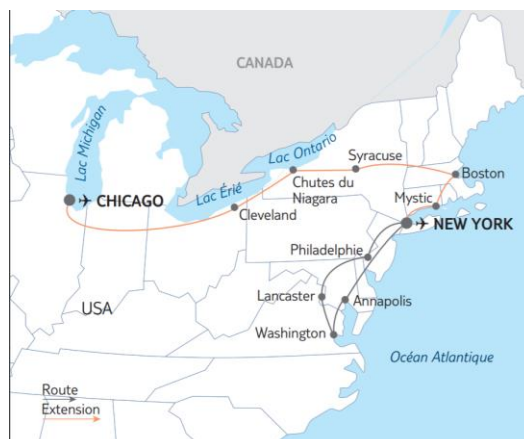 CANADA
Lac Michigan
Lac Ontario
Syracuse
Boston
Lac Érié
Chutes du
Niagara
CHICAGO
Cleveland
Mystic
NEW YORK
Philadelphie
Lancaster
Annapolis
USA
Washington
Océan Atlantique
Route
Extension